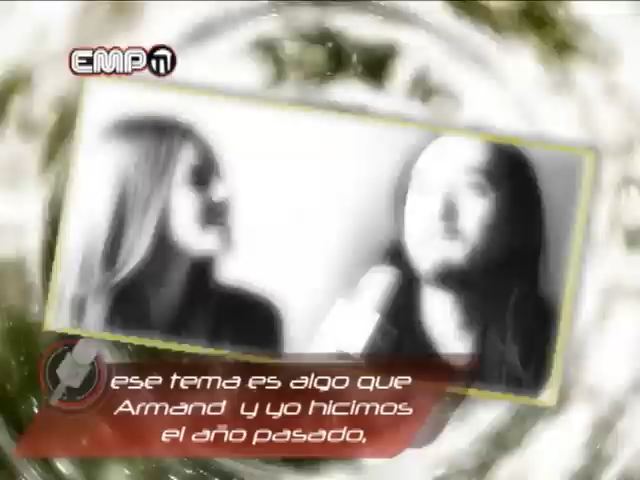 EMP
ese tema es algo que
Armand y yo hicimos
el año pasado,